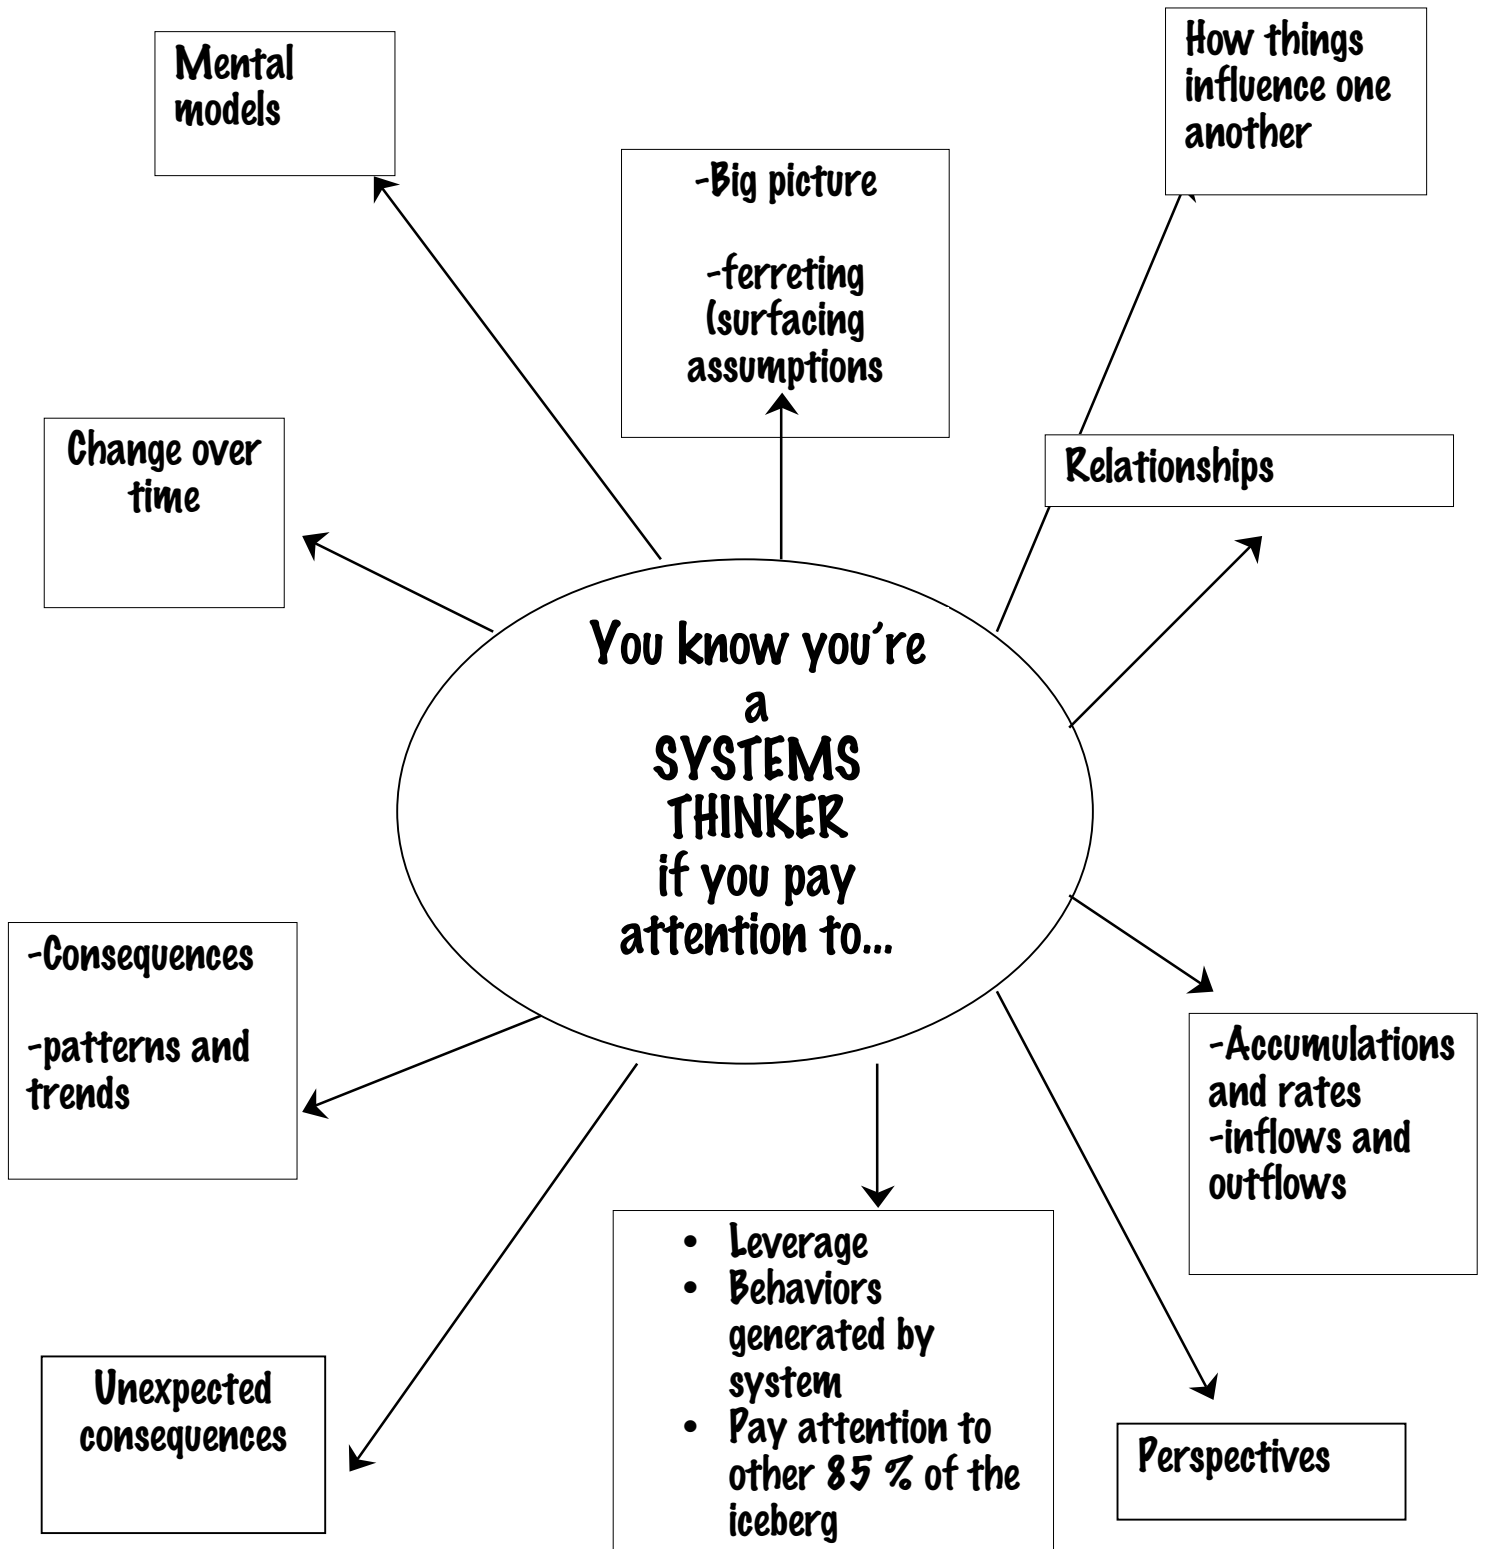 Mental
models
How things
influence one
another
-Big picture
-ferreting
(surfacing
assumptions
Change over
time
Relationships
You know you’re
a
SYSTEMS
THINKER
if you pay
attention to...
-Consequences
-patterns and
trends
-Accumulations
and rates
-inflows and
outflows
• Leverage
• Behaviors
generated by
system
• Pay attention to
other 85 % of the
iceberg
Unexpected
consequences
Perspectives